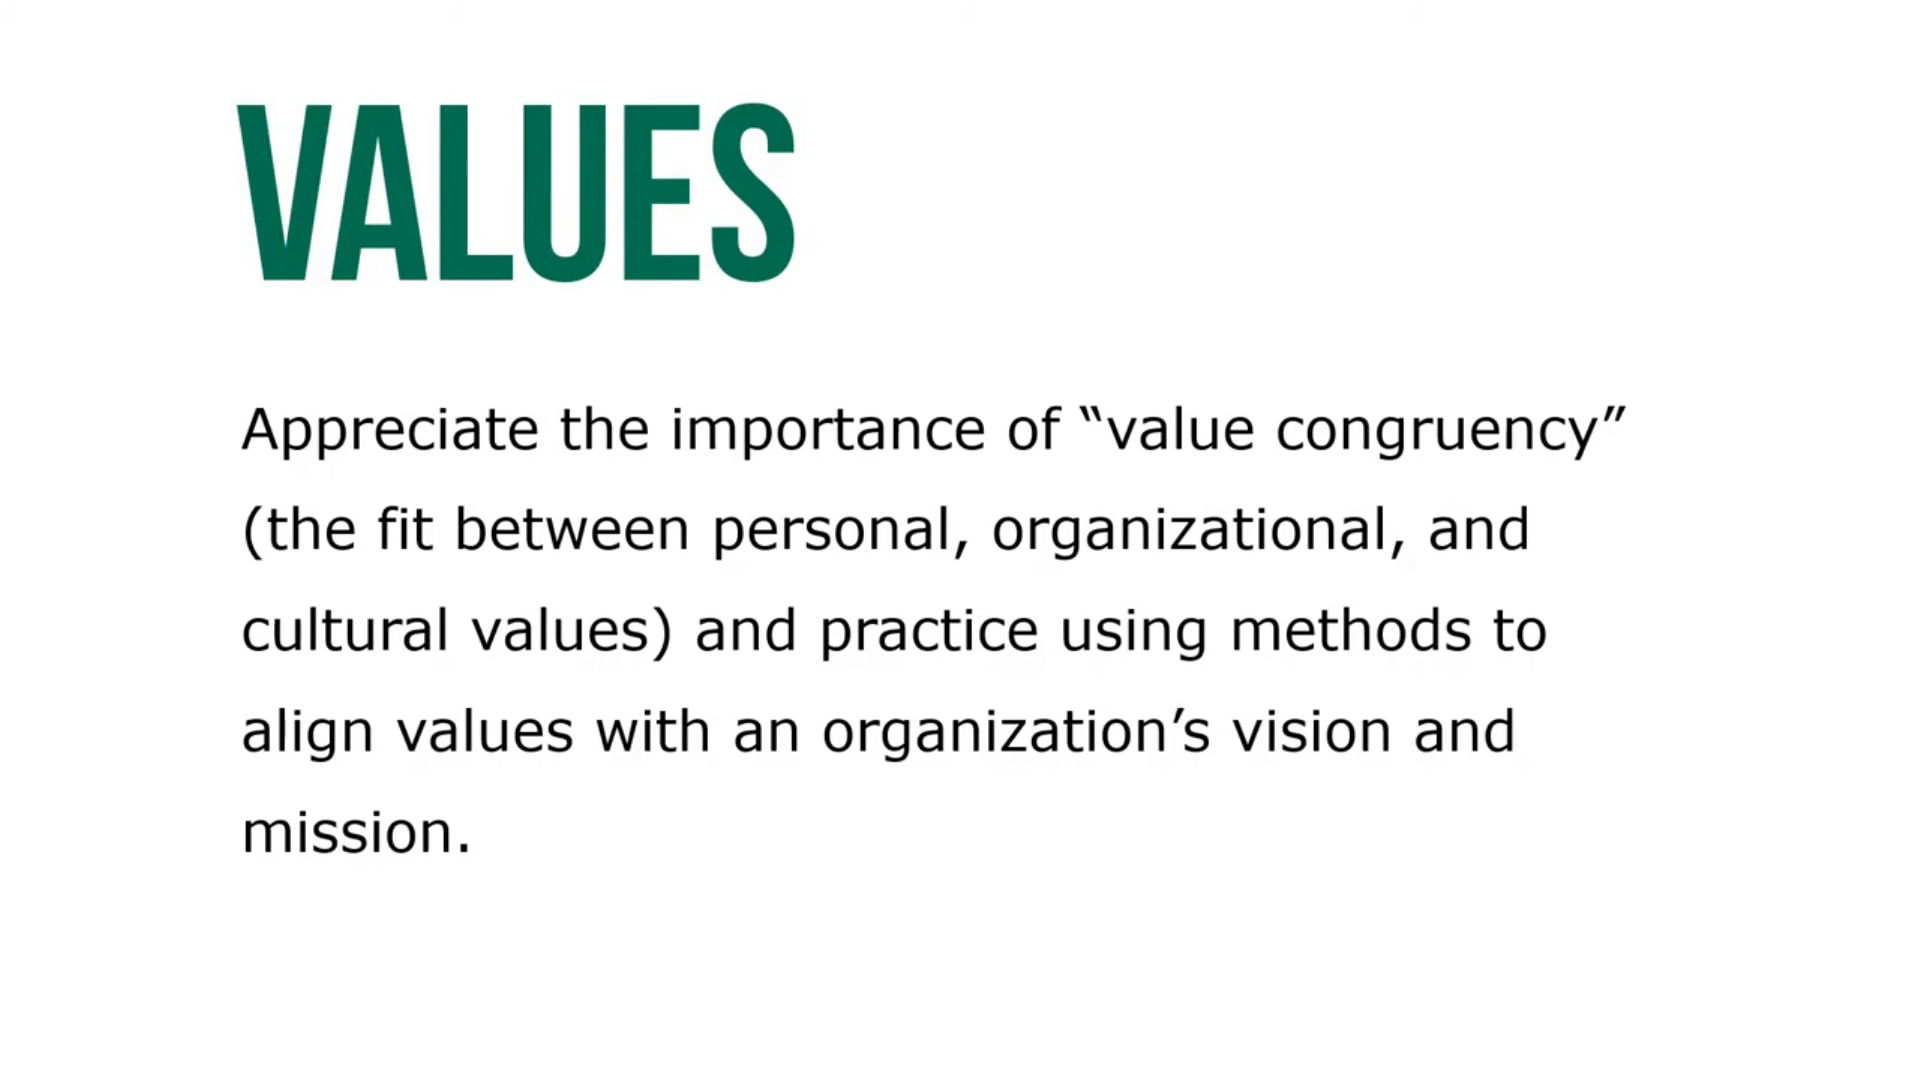 VALUES
Appreciate the importance of “value congruency”
(the fit between personal, organizational, and
cultural values) and practice using methods to
align values with an organization’s vision and
mission.